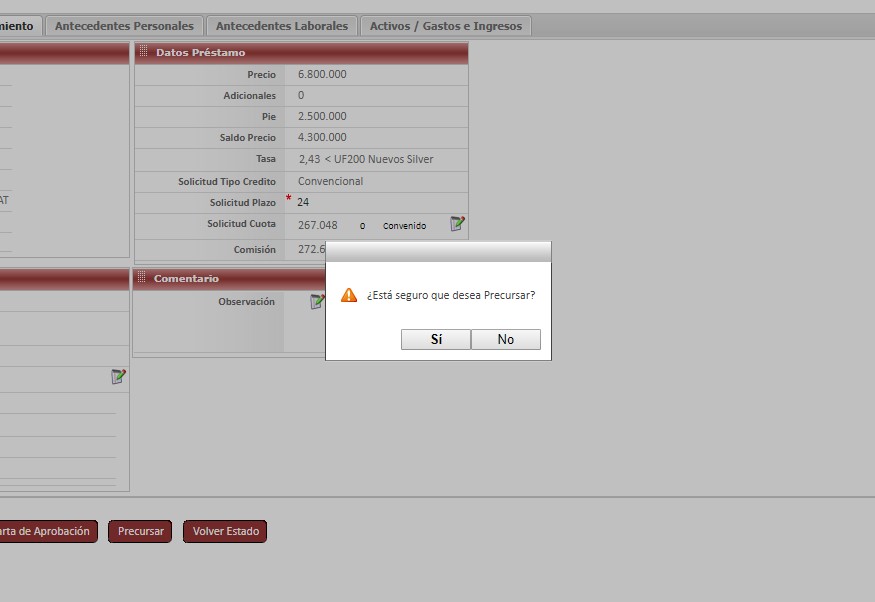 miento Antecedentes Personales Antecedentes Laborales Activos / Gastos e Ingresos
Datos Préstamo
Precio 6.800.000
Adicionales 0
Pie 2.500.000
Saldo Precio 4.300.000
Tasa 2,43 < UF200 Nuevos Silver
Solicitud Tipo Credito Convencional
AT
Solicitud Plazo * 24
Solicitud Cuota 267.048 0 Convenido
Comisión 272.6
Comentario
Observación
¿Está seguro que desea Precursar?
Sí No
arta de Aprobación Precursar Volver Estado